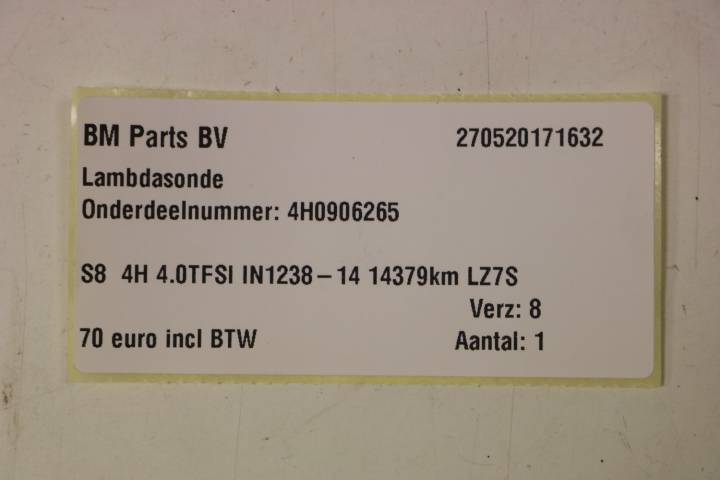 BM Parts BV 270520171632
Lambdasonde
Onderdeelnummer: 4H0906265
S8 4H 4.0TFSI IN1238-14 14379km LZ7S
Verz: 8
70 euro incl BTW Aantal: 1